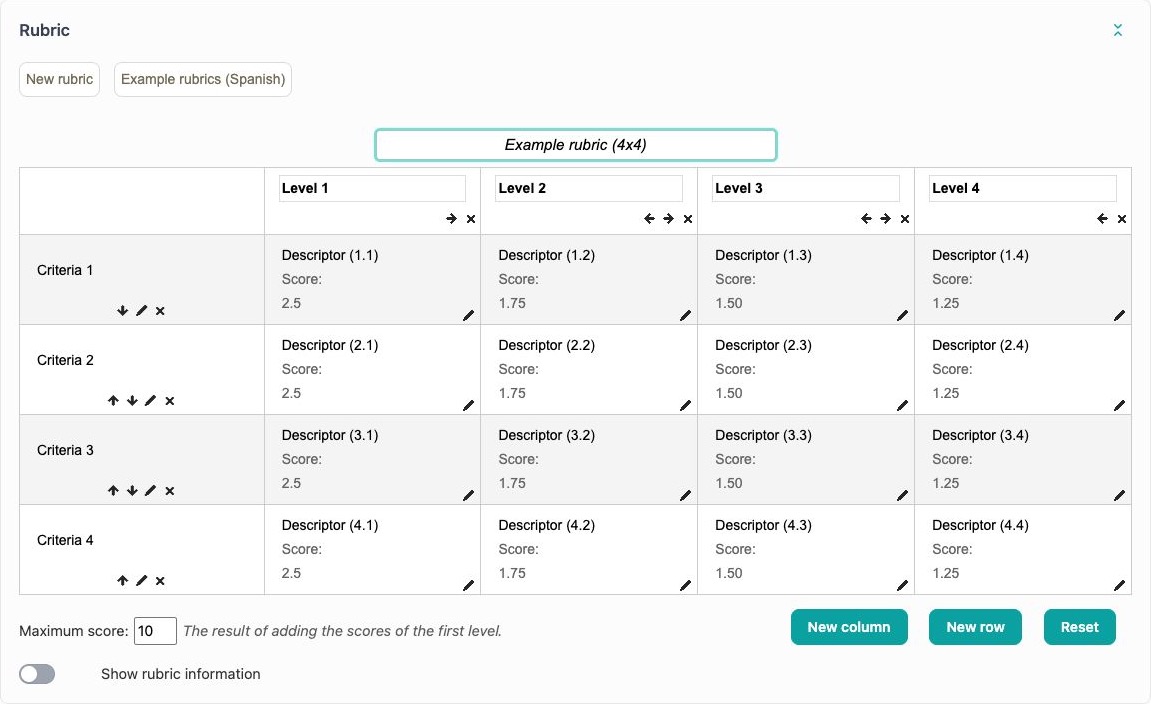 Rubric
New rubric
Example rubrics (Spanish)
Example rubric (4x4)
Level 1
Level 2
Level 3
Level 4
Criteria 1
Descriptor (1.1)
Score:
2.5
Descriptor (1.2)
Score:
1.75
Descriptor (1.3)
Score:
1.50
Descriptor (1.4)
Score:
1.25
Criteria 2
Descriptor (2.1)
Score:
2.5
Descriptor (2.2)
Score:
1.75
Descriptor (2.3)
Score:
1.50
Descriptor (2.4)
Score:
1.25
Criteria 3
Descriptor (3.1)
Score:
2.5
Descriptor (3.2)
Score:
1.75
Descriptor (3.3)
Score:
1.50
Descriptor (3.4)
Score:
1.25
Criteria 4
Descriptor (4.1)
Score:
2.5
Descriptor (4.2)
Score:
1.75
Descriptor (4.3)
Score:
1.50
Descriptor (4.4)
Score:
1.25
Maximum score: 10 The result of adding the scores of the first level.
New column
New row
Reset
Show rubric information